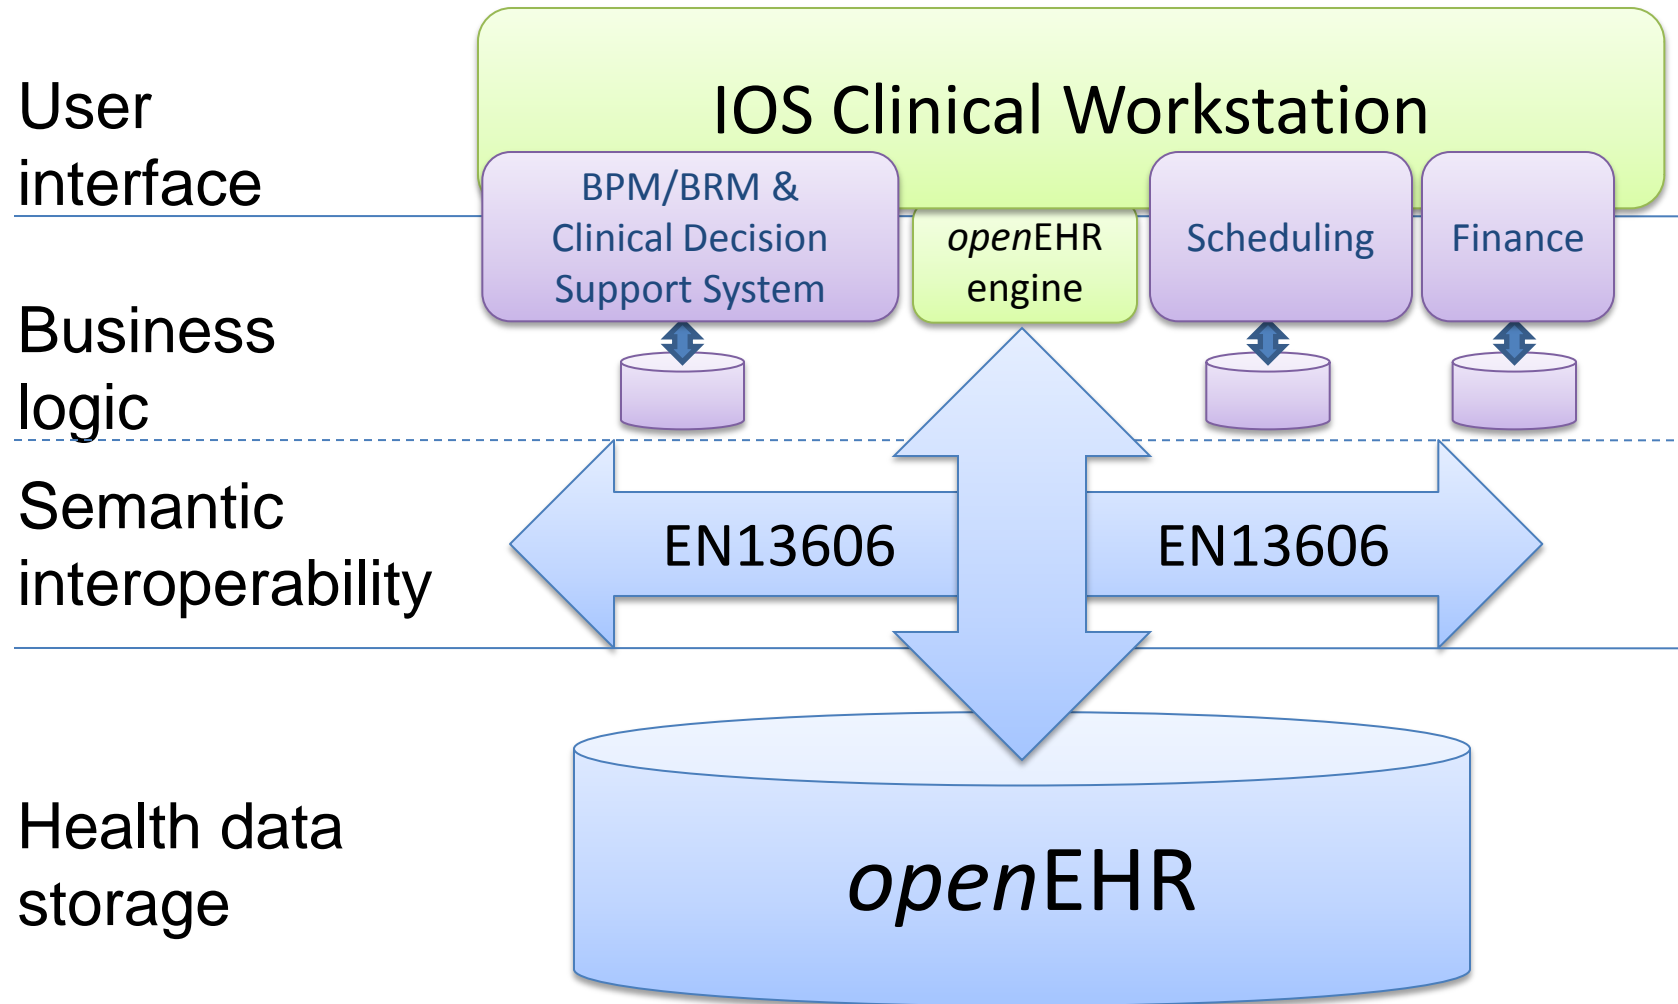 User
interface
IOS Clinical Workstation
BPM/BRM &
Clinical Decision
Support System
openEHR
engine
Scheduling
Finance
Business
logic
Semantic
interoperability
EN13606
EN13606
Health data
storage
openEHR